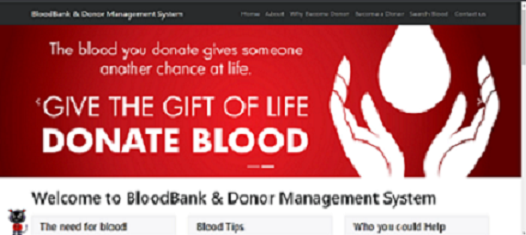 BloodBank & Donor Management System
Home About Why Become Donor Become a Donor Search Blood Contact us
The blood you donate gives someone
another chance at life.
GIVE THE GIFT OF LIFE
DONATE BLOOD
Welcome to BloodBank & Donor Management System
The need for blood
Blood Tips
Who you could Help